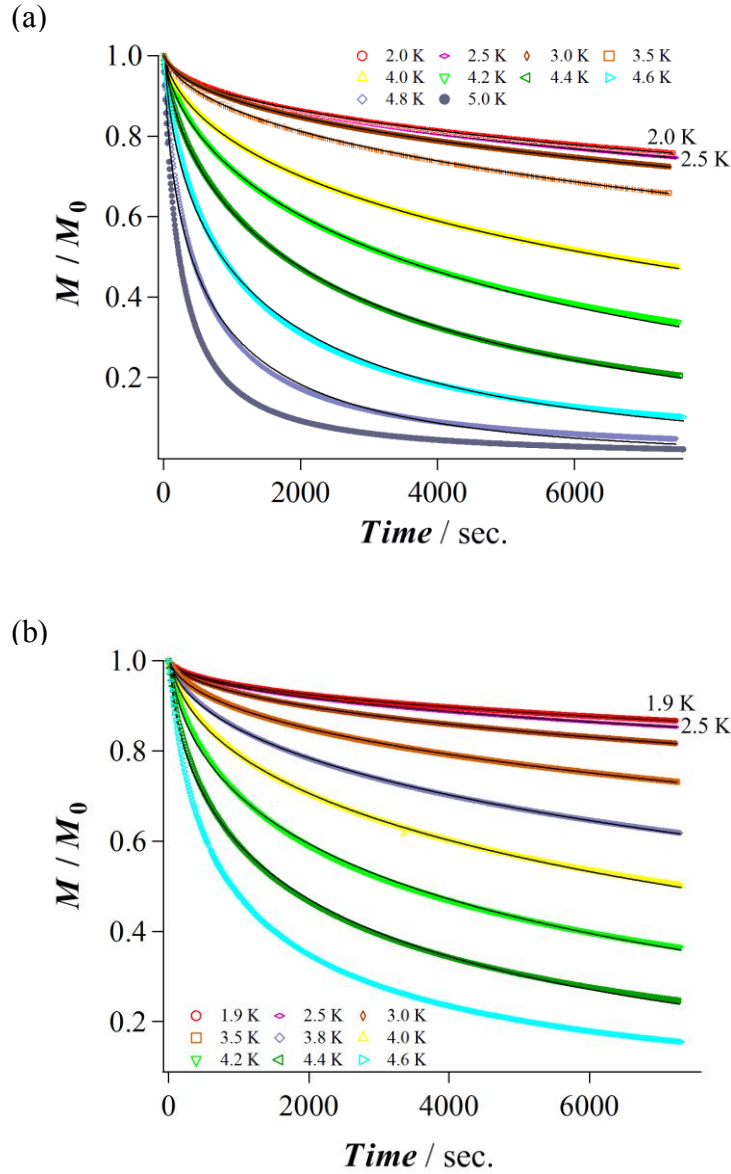 (a)
1.0
0.8
0.6
0.4
0.2
M / M0
2.0 K 2.5 K 3.0 K 3.5 K
4.0 K 4.2 K 4.4 K 4.6 K
4.8 K 5.0 K
2.0 K
2.5 K
0 2000 4000 6000
Time / sec.
(b)
1.0
0.8
0.6
0.4
0.2
M / M0
1.9 K
2.5 K
1.9 K 2.5 K 3.0 K
3.5 K 3.8 K 4.0 K
4.2 K 4.4 K 4.6 K
0 2000 4000 6000
Time / sec.